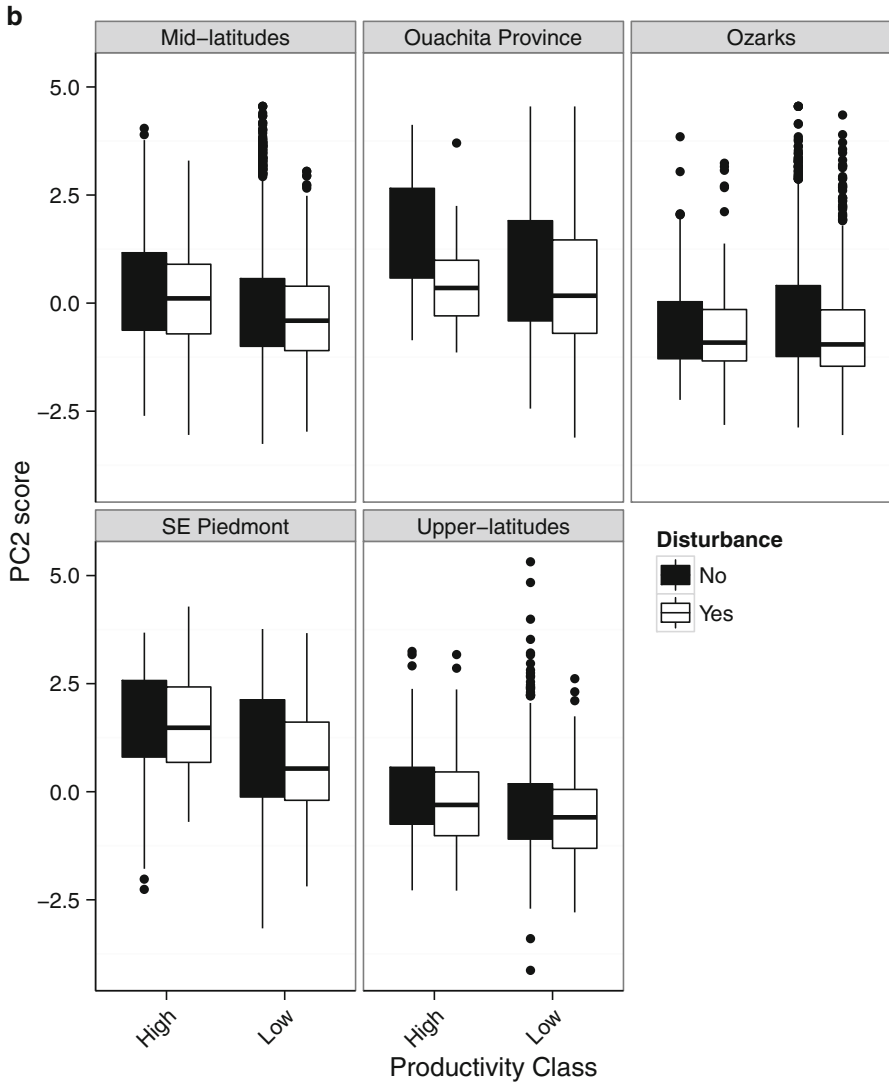 b
Mid−latitudes
Ouachita Province
Ozarks
5.0
2.5
0.0
−2.5
SE Piedmont
Upper−latitudes
5.0
2.5
0.0
−2.5
PC2 score
Disturbance
No
Yes
High
Low
High
Low
Productivity Class